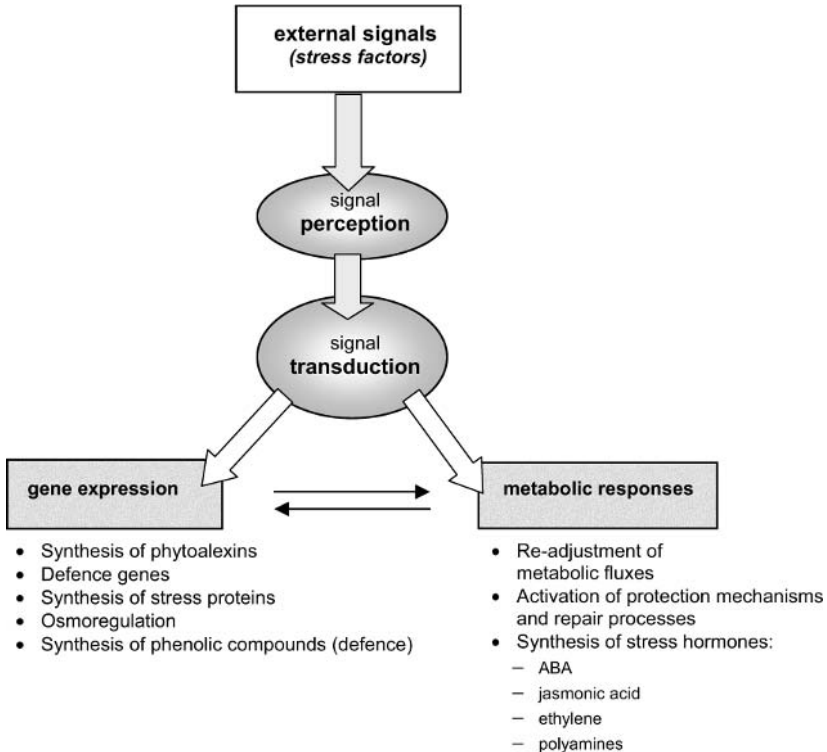 external signals
(stress factors)
signal
perception
signal
transduction
gene expression
metabolic responses
• Synthesis of phytoalexins
• Defence genes
• Synthesis of stress proteins
• Osmoregulation
• Synthesis of phenolic compounds (defence)
• Re-adjustment of
metabolic fluxes
• Activation of protection mechanisms
and repair processes
• Synthesis of stress hormones:
– ABA
– jasmonic acid
– ethylene
– polyamines